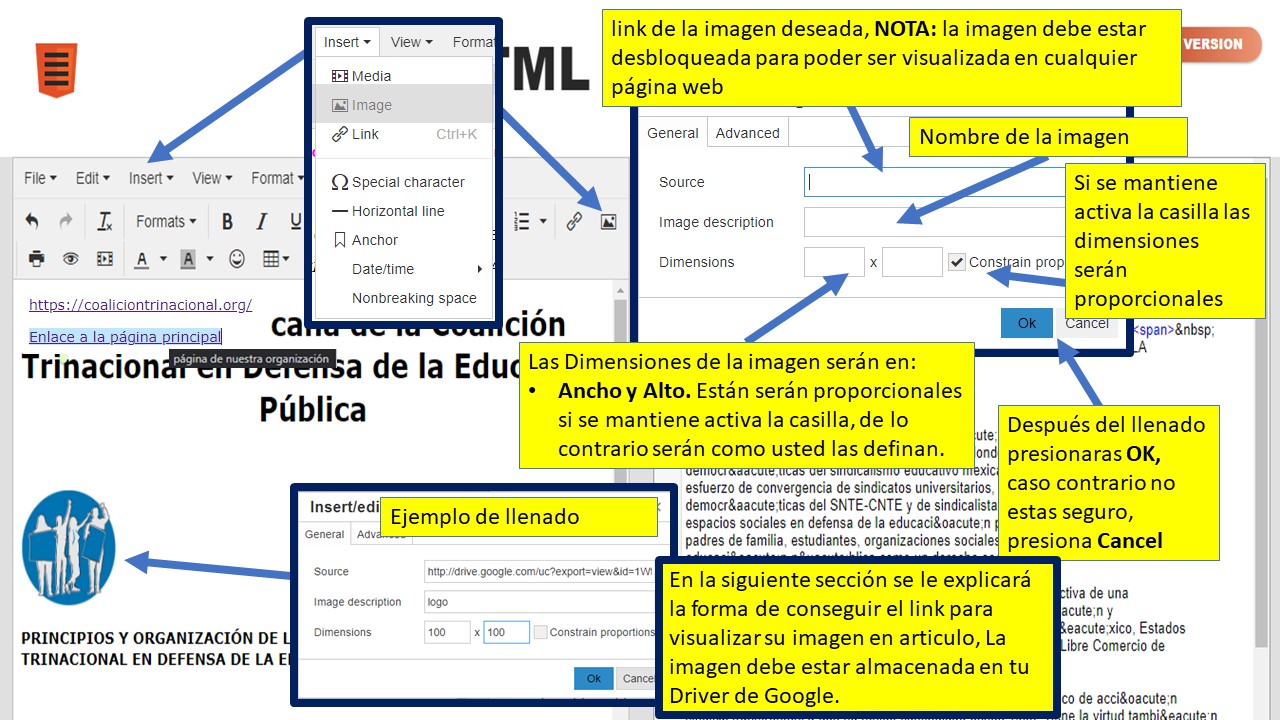 TML
VERSION
Insert View Format
Media
Image
Link Ctrl+K
Special character
Horizontal line
Anchor
Date/time
Nonbreaking space
link de la imagen deseada, NOTA: la imagen debe estar
desbloqueada para poder ser visualizada en cualquier
página web
General Advanced
Source
Image description
Dimensions x Constrain prop
Ok Cancel
Nombre de la imagen
Si se mantiene
activa la casilla las
dimensiones
serán
proporcionales
File Edit Insert View Format
Formats B I U
A A
https://coaliciontrinacional.org/
Enlace a la página principal
página de nuestra organización
Coalición
Trinacional en Defensa de la Educ
Pública
Las Dimensiones de la imagen serán en:
• Ancho y Alto. Están serán proporcionales
si se mantiene activa la casilla, de lo
contrario serán como usted las definan.
Después del llenado
presionaras OK,
caso contrario no
estas seguro,
presiona Cancel
<span>&nbsp;
LA
democr&aacute;ticas del sindicalismo educativo mexica
esfuerzo de convergencia de sindicatos universitarios,
democr&aacute;ticas del SNTE-CNTE y de sindicalista
espacios sociales en defensa de la educaci&oacute;n p
padres de familia, estudiantes, organizaciones sociales
PRINCIPIOS Y ORGANIZACIÓN DE L
TRINACIONAL EN DEFENSA DE LA E
Insert/edi
Ejemplo de llenado
General Advanced
Source http://drive.google.com/uc?export=view&id=1W
Image description logo
Dimensions 100 x 100 Constrain proportions
Ok Cancel
En la siguiente sección se le explicará
la forma de conseguir el link para
visualizar su imagen en articulo, La
imagen debe estar almacenada en tu
Driver de Google.
ctiva de una
acute;n y
&eacute;xico, Estados
Libre Comercio de
co de acci&oacute;n
ne la virtud tambi&eacute;n